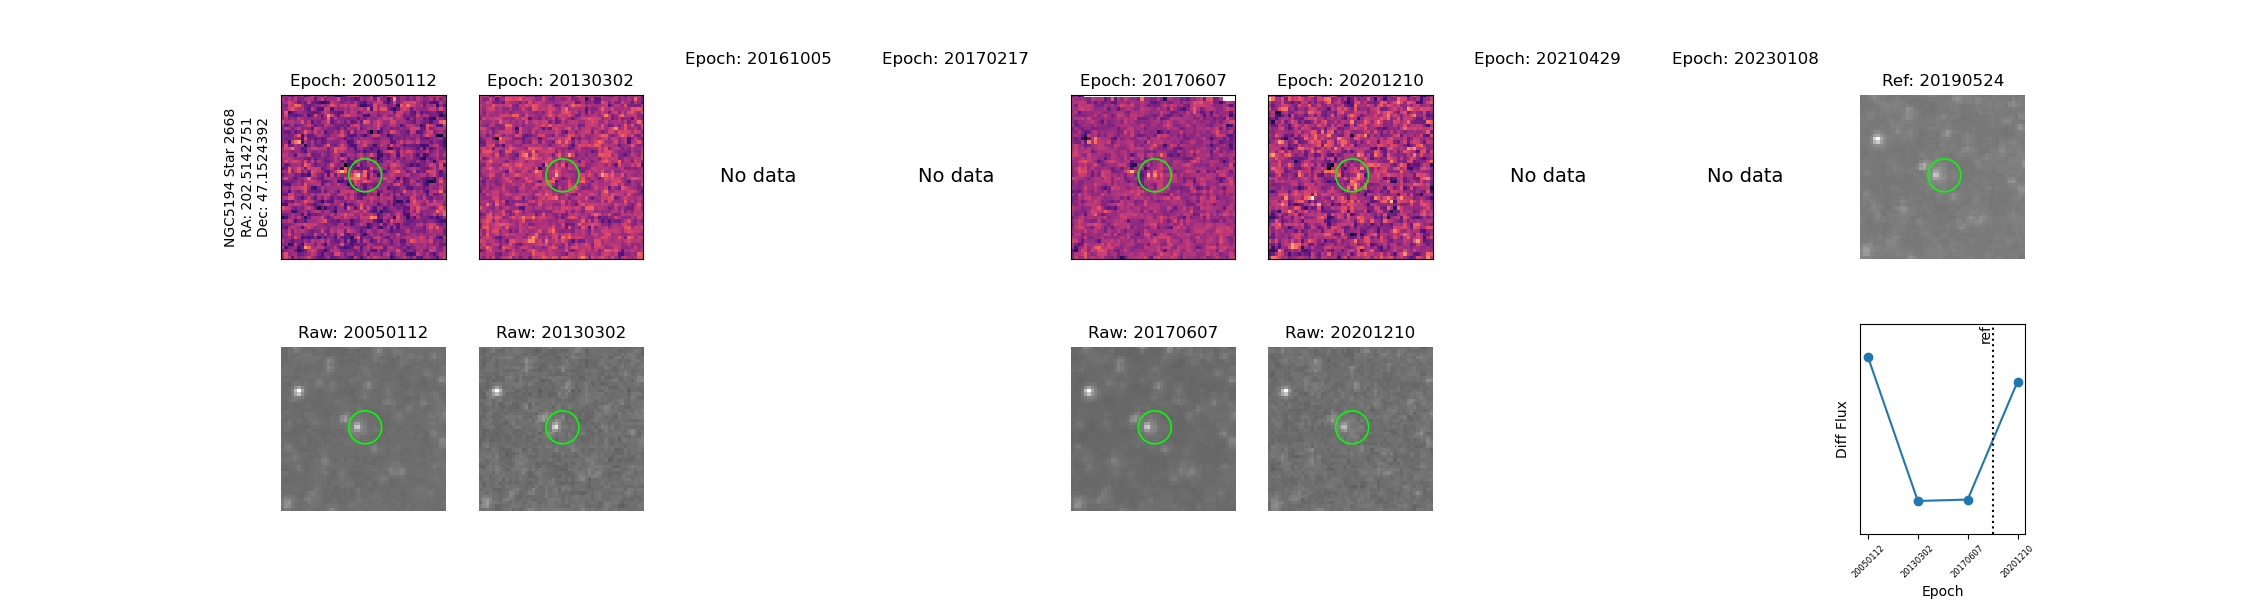 Epoch: 20050112
Epoch: 20130302
Epoch: 20161005
Epoch: 20170217
Epoch: 20170607
Epoch: 20201210
Epoch: 20210429
Epoch: 20230108
Ref: 20190524
NGC5194 Star 2668
RA: 202.5142751
Dec: 47.1524392
No data
No data
No data
No data
Raw: 20050112
Raw: 20130302
Raw: 20170607
Raw: 20201210
ref
Diff Flux
20050112
20130302
20170607
20201210
Epoch